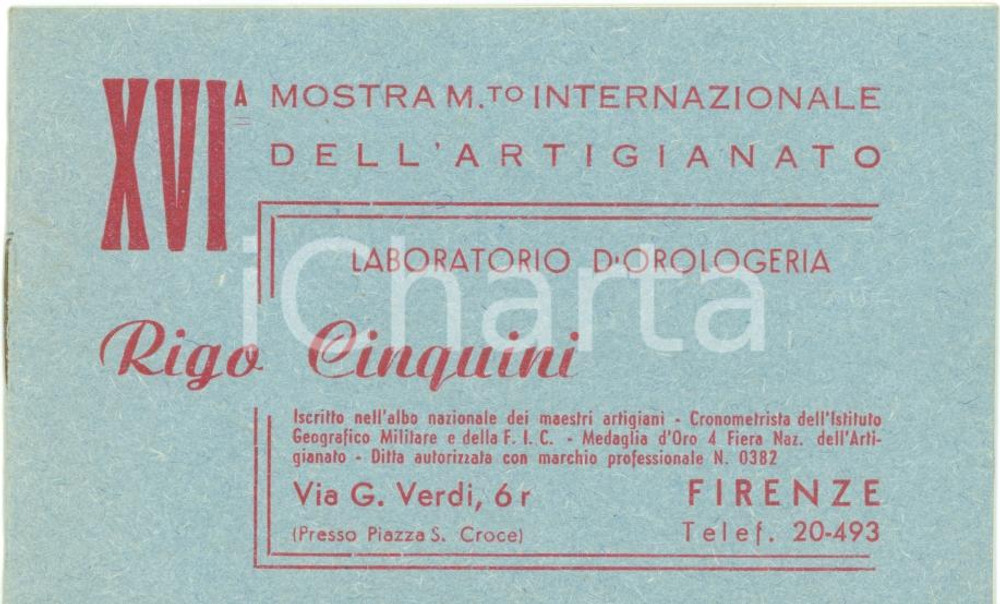 XVIA MOSTRA M.TO INTERNAZIONALE
DELL'ARTIGIANATO
LABORATORIO D'OROLOGERIA
Rigo Cinquini
Iscritto nell'albo nazionale dei maestri artigiani - Cronometrista dell'Istituto
Geografico Militare e della F. I. C. - Medaglia d'Oro 4 Fiera Naz. dell'Arti-
gianato - Ditta autorizzata con marchio professionale N. 0382
Via G. Verdi, 6 r FIRENZE
(Presso Piazza S. Croce) Telef. 20-493
iCharta